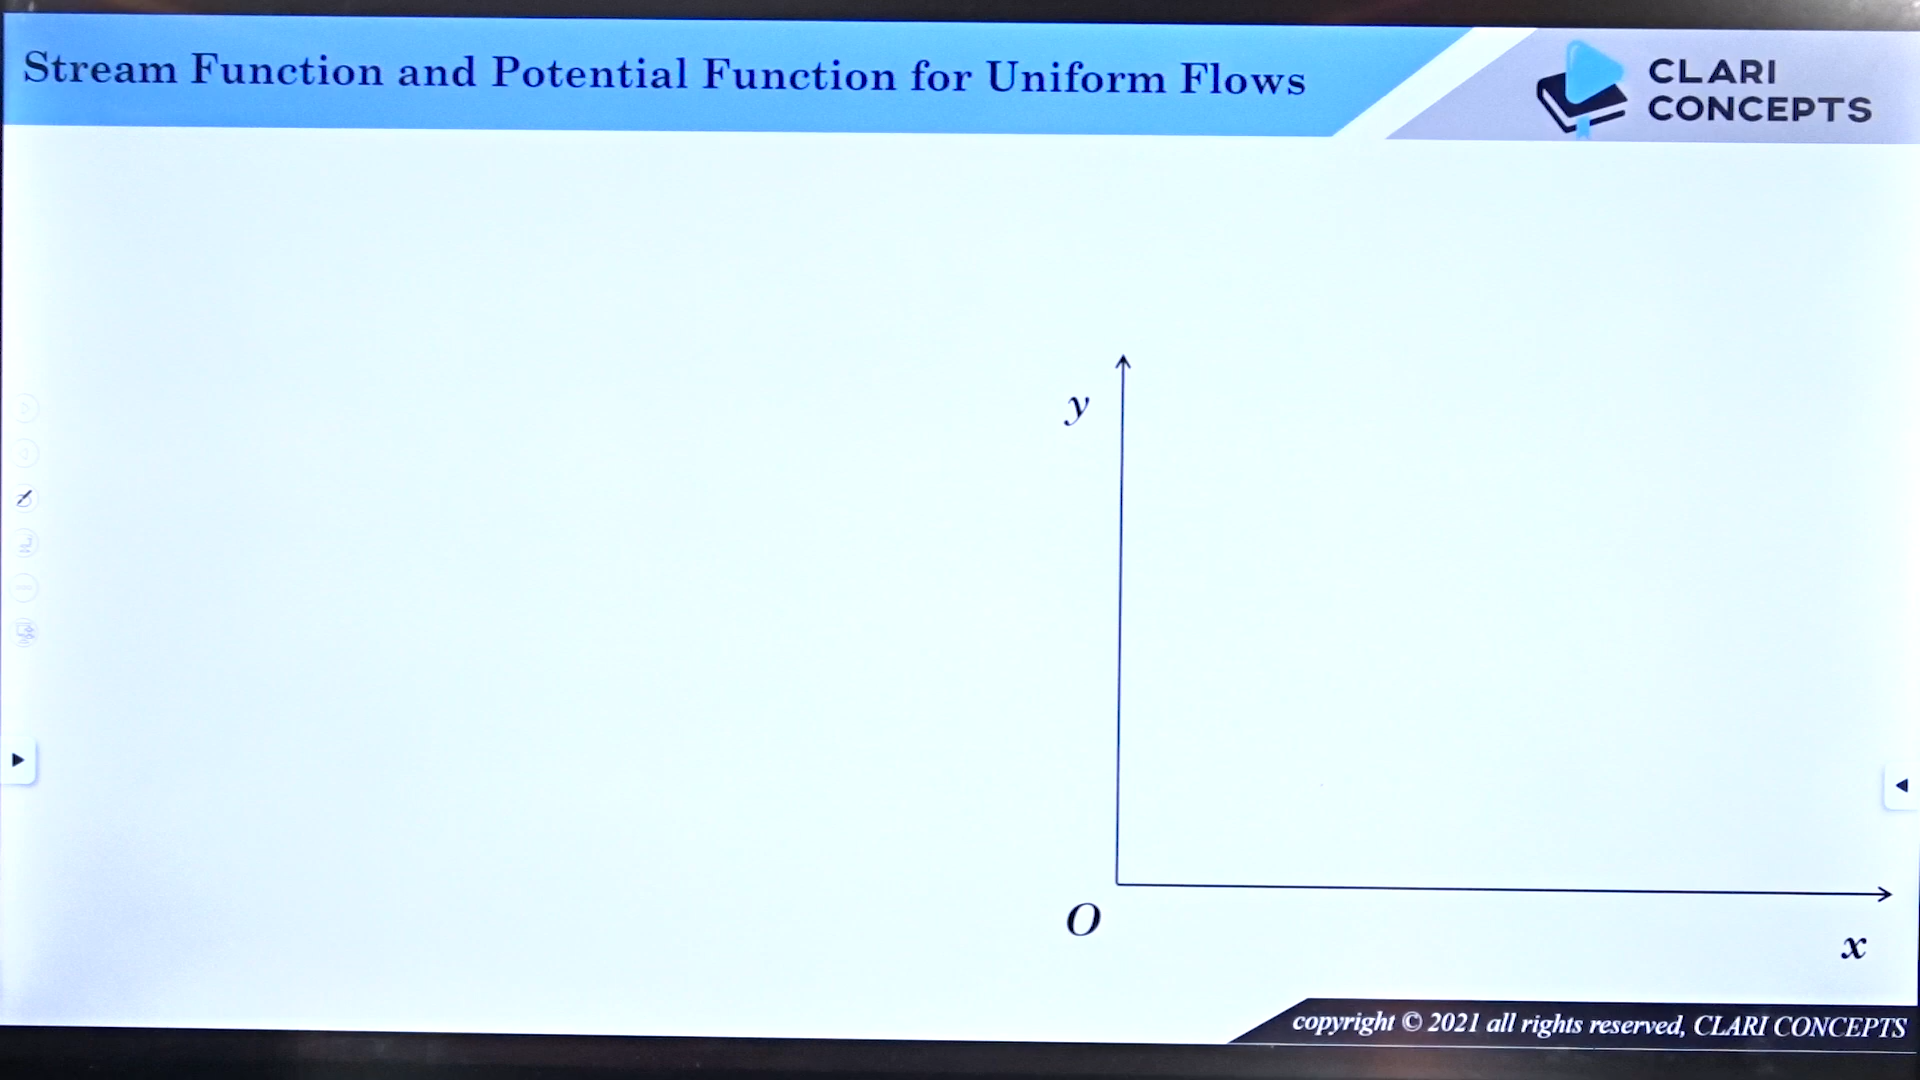 Stream Function and Potential Function for Uniform Flows
CLARI
CONCEPTS
y
O
x
copyright © 2021 all rights reserved, CLARI CONCEPTS